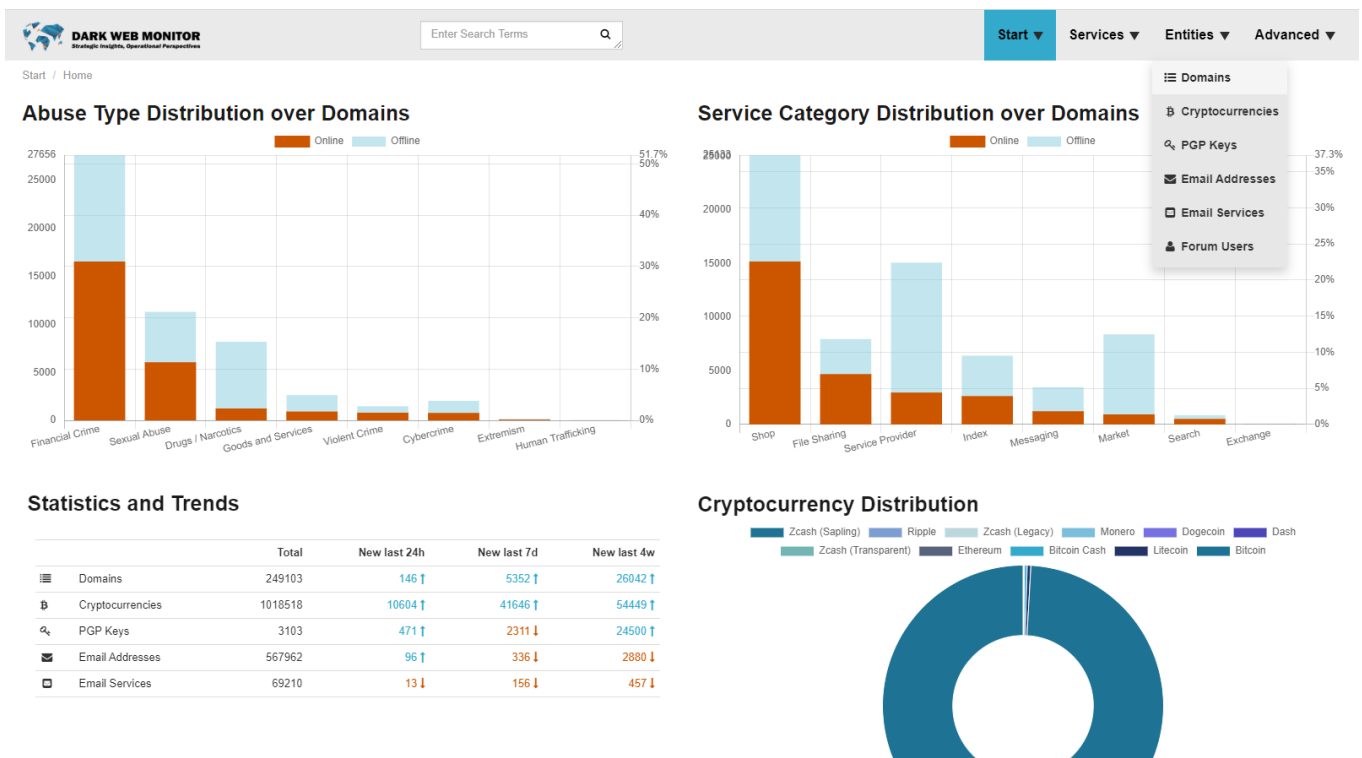 DARK WEB MONITOR
Strategic Insights, Operational Perspectives
Enter Search Terms
Start ▼ Services ▼ Entities ▼ Advanced ▼
Start / Home
Domains
Cryptocurrencies
PGP Keys
Email Addresses
Email Services
Forum Users
Abuse Type Distribution over Domains
Online Offline
27656
25000
20000
15000
10000
5000
0
51.7%
50%
40%
30%
20%
10%
0%
Financial Crime Sexual Abuse Drugs / Narcotics Goods and Services Violent Crime Cybercrime Extremism Human Trafficking
Service Category Distribution over Domains
Online Offline
20000
15000
10000
5000
0
37.3%
35%
30%
25%
20%
15%
10%
5%
0%
Shop File Sharing Service Provider Index Messaging Market Search Exchange
Statistics and Trends
Total New last 24h New last 7d New last 4w
Domains 249103 146 ↑ 5352 ↑ 26042 ↑
Cryptocurrencies 1018518 10604 ↑ 41646 ↑ 54449 ↑
PGP Keys 3103 471 ↑ 2311 ↓ 24500 ↑
Email Addresses 567962 96 ↑ 336 ↓ 2880 ↓
Email Services 69210 13 ↓ 156 ↓ 457 ↓
Cryptocurrency Distribution
Zcash (Sapling) Ripple Zcash (Legacy) Monero Dogecoin Dash
Zcash (Transparent) Ethereum Bitcoin Cash Litecoin Bitcoin